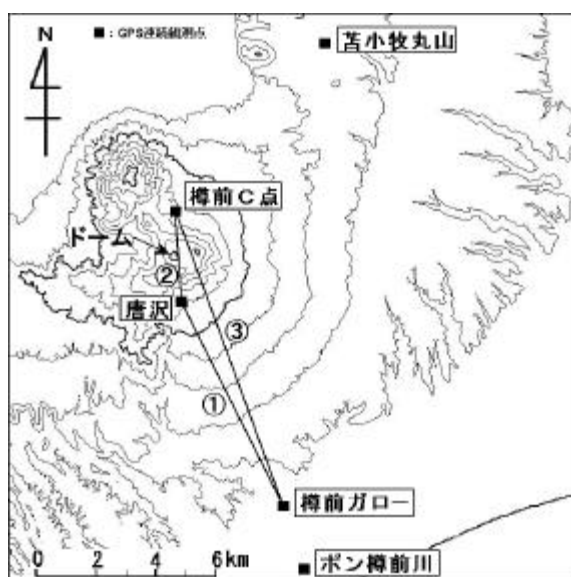 ■：GPS連続観測点
N
苫小牧丸山
樽前C点
ドーム
②
唐沢
③
①
樽前ガロー
0 2 4 6km
ポン樽前川